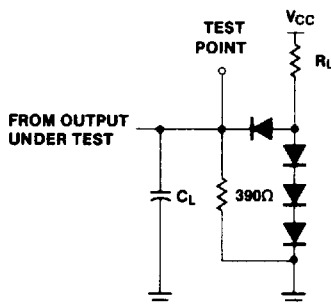 TEST
POINT
VCC
RL
FROM OUTPUT
UNDER TEST
CL
390Ω